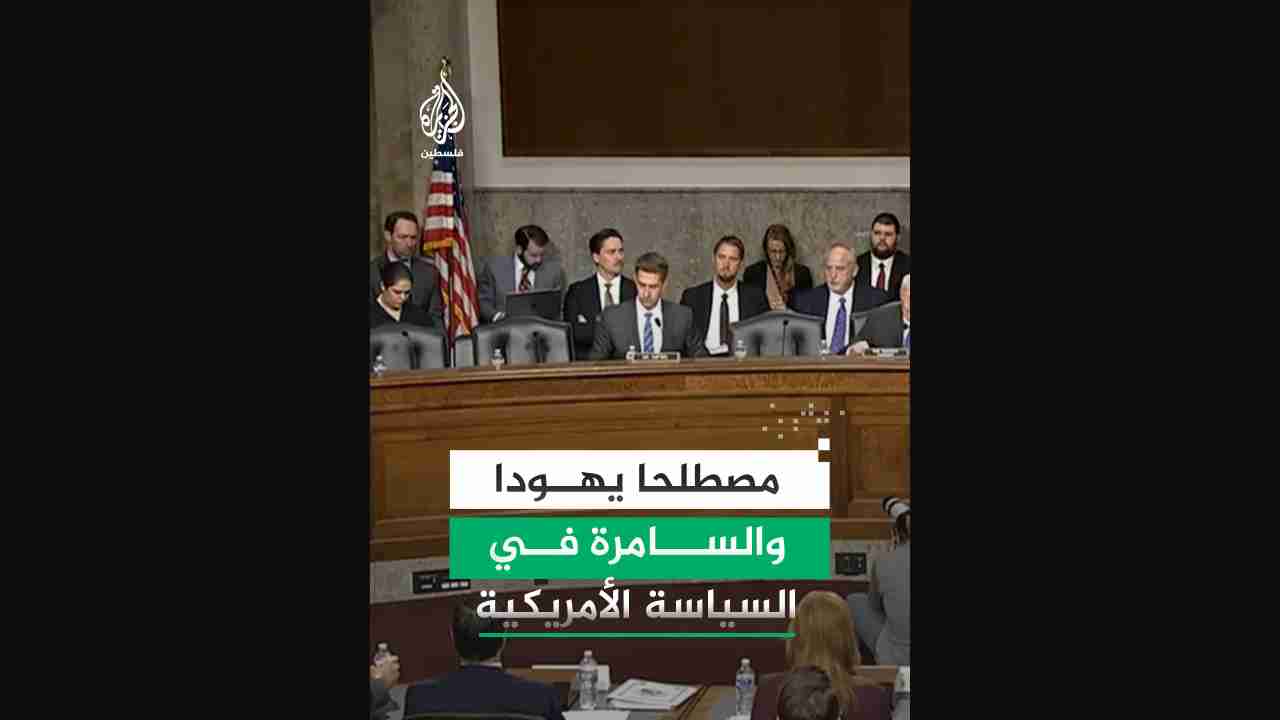 الجزيرة
فلسطين
مصطلحا يهودا
والسامرة في
السياسة الأمريكية